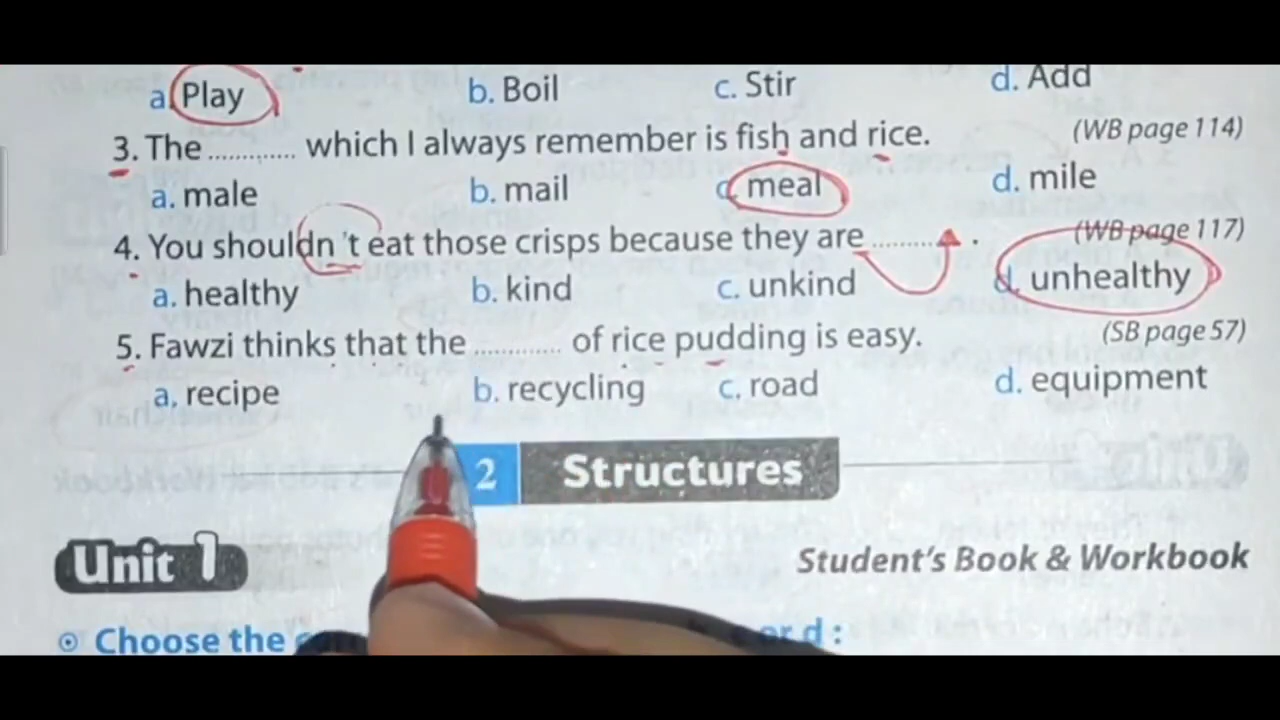 a. Play b. Boil c. Stir d. Add
3. The ............ which I always remember is fish and rice. (WB page 114)
a. male b. mail c. meal d. mile
4. You shouldn't eat those crisps because they are ............ . (WB page 117)
a. healthy b. kind c. unkind d. unhealthy
5. Fawzi thinks that the ............ of rice pudding is easy. (SB page 57)
a. recipe b. recycling c. road d. equipment
2 Structures
Unit 1 Student's Book & Workbook
Choose the or d :